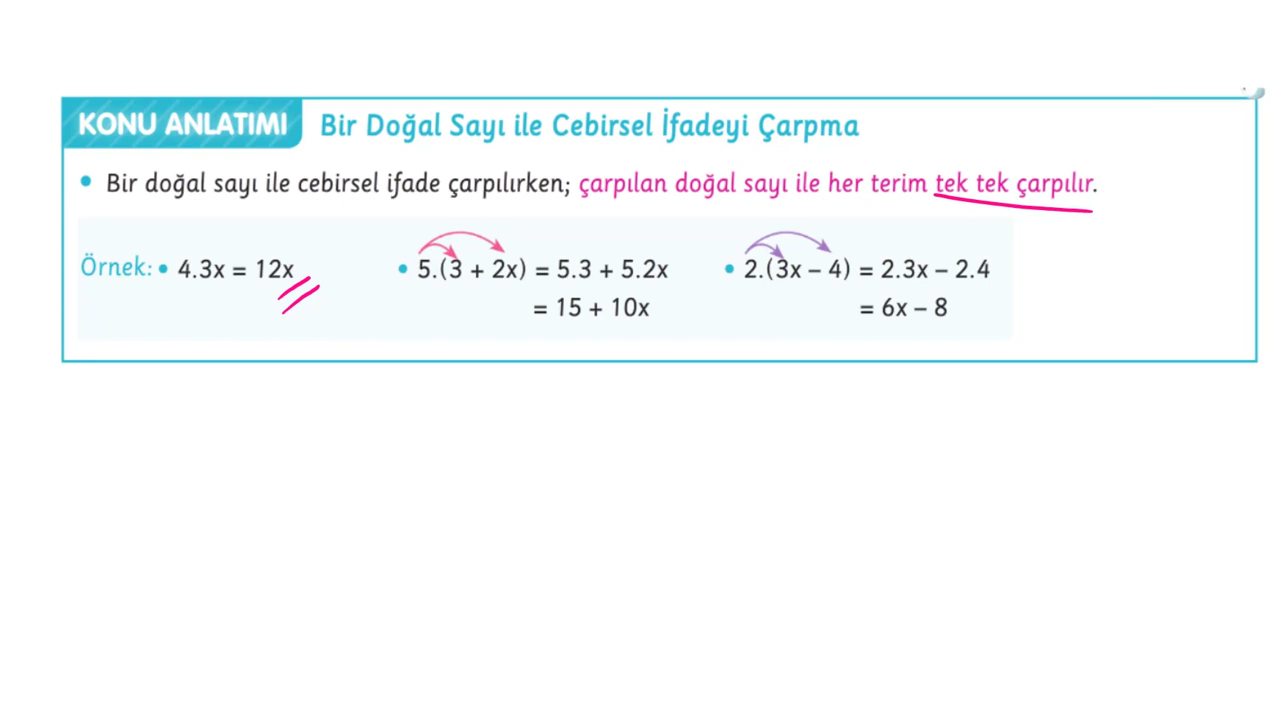 KONU ANLATIMI Bir Doğal Sayı ile Cebirsel İfadeyi Çarpma
• Bir doğal sayı ile cebirsel ifade çarpılırken; çarpılan doğal sayı ile her terim tek tek çarpılır.
Örnek: • 4.3x = 12x
• 5.(3 + 2x) = 5.3 + 5.2x
= 15 + 10x
• 2.(3x – 4) = 2.3x – 2.4
= 6x – 8